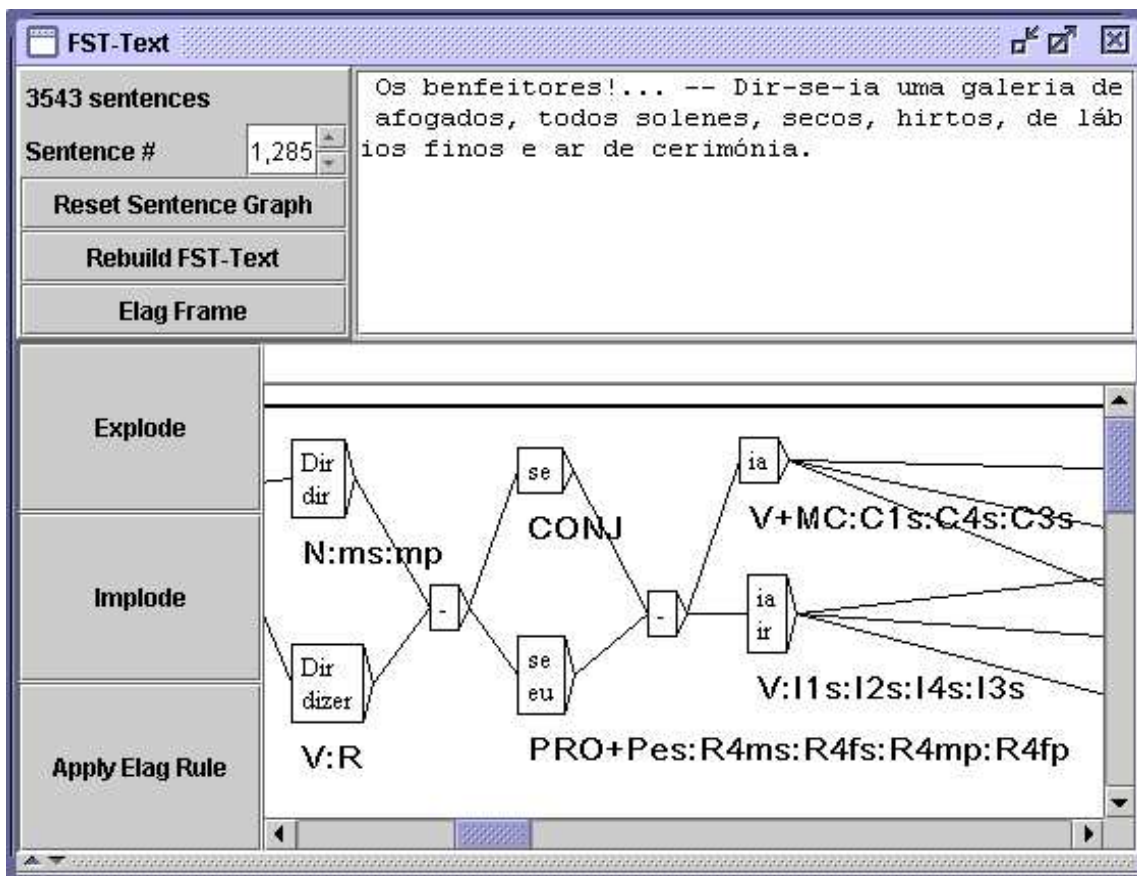 FST-Text
3543 sentences
Sentence #
1,285
Reset Sentence Graph
Rebuild FST-Text
Elag Frame
Os benfeitores!... -- Dir-se-ia uma galeria de
afogados, todos solenes, secos, hirtos, de láb
ios finos e ar de cerimónia.
Explode
Implode
Apply Elag Rule
Dir
dir
N:ms:mp
Dir
dizer
V:R
-
se
CONJ
se
eu
PRO+Pes:R4ms:R4fs:R4mp:R4fp
-
ia
V+MC:C1s:C4s:C3s
ia
ir
V:I1s:I2s:I4s:I3s